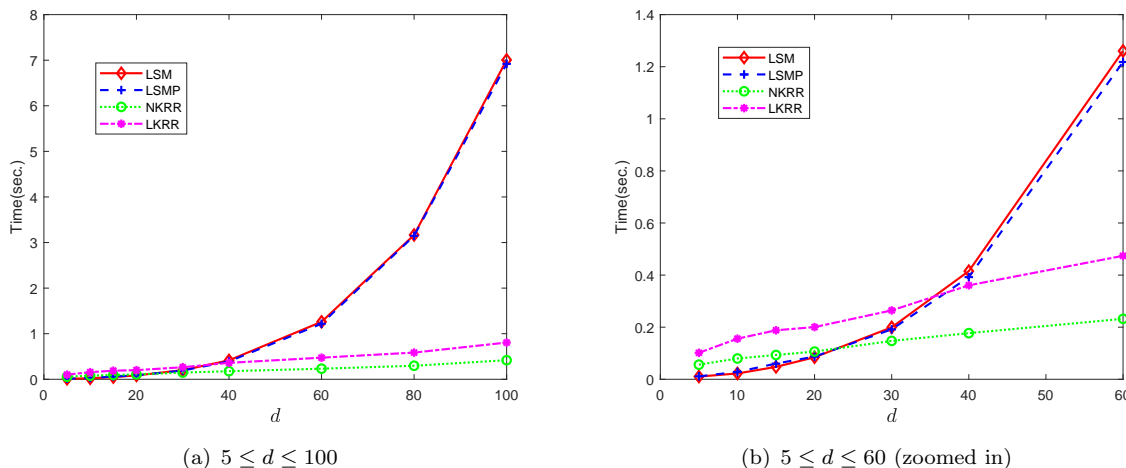 8
7
6
5
4
3
2
1
0
Time(sec.)
LSM
LSMP
NKRR
LKRR
0 20 40 60 80 100
d
(a) 5 ≤ d ≤ 100
1.4
1.2
1
0.8
0.6
0.4
0.2
0
Time(sec.)
LSM
LSMP
NKRR
LKRR
0 10 20 30 40 50 60
d
(b) 5 ≤ d ≤ 60 (zoomed in)